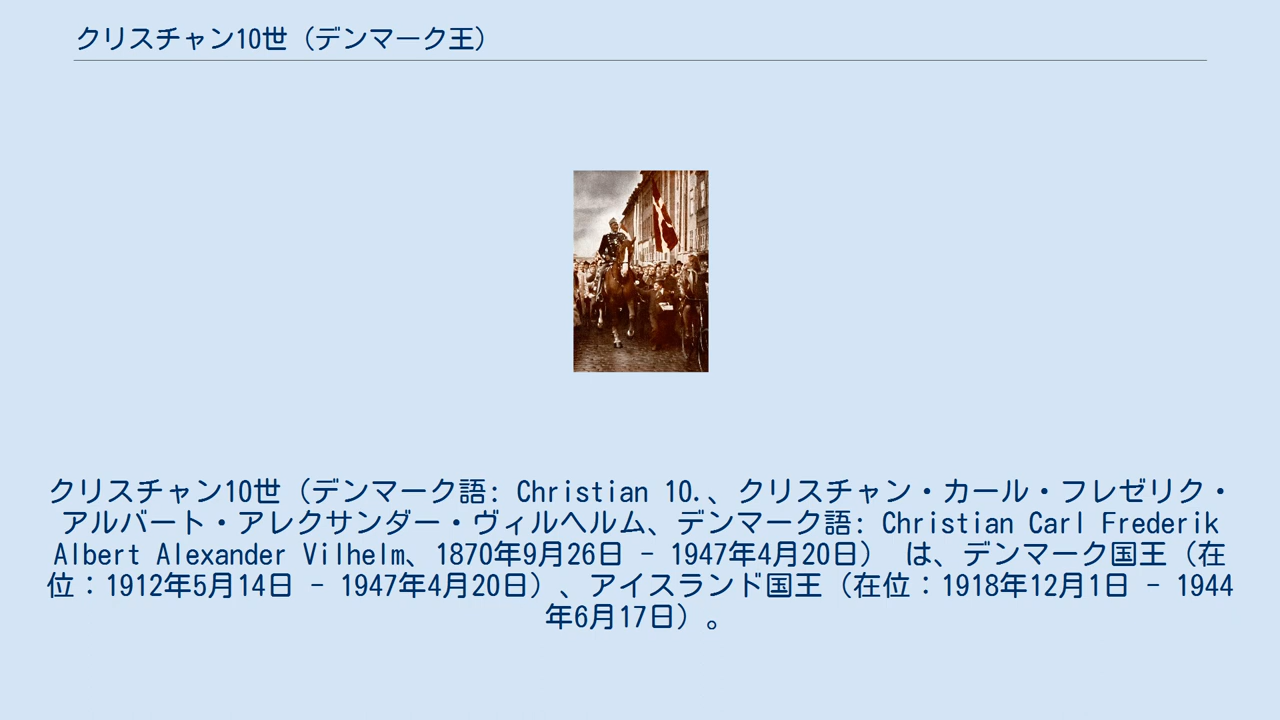 クリスチャン10世（デンマーク王）
クリスチャン10世（デンマーク語: Christian 10.、クリスチャン・カール・フレゼリク・
アルバート・アレクサンダー・ヴィルヘルム、デンマーク語: Christian Carl Frederik
Albert Alexander Vilhelm、1870年9月26日 - 1947年4月20日） は、デンマーク国王（在
位：1912年5月14日 - 1947年4月20日）、アイスランド国王（在位：1918年12月1日 - 1944
年6月17日）。